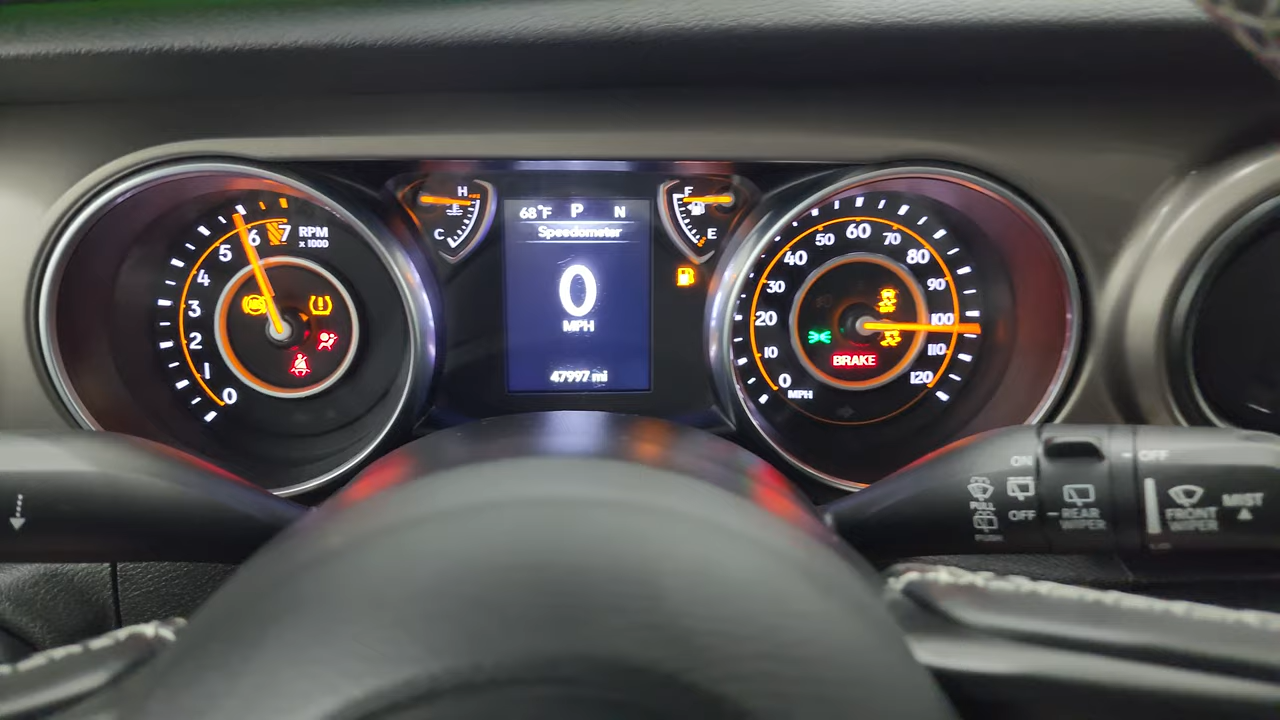 0
1
2
3
4
5
6
7
RPM
x 1000
ABS
H
C
68°F P N
Speedometer
0
MPH
47997 mi
F
E
0
10
20
30
40
50
60
70
80
90
100
110
120
MPH
OFF
BRAKE
ON
OFF
PULL
PUSH
REAR
WIPER
OFF
FRONT
WIPER
MIST
LO